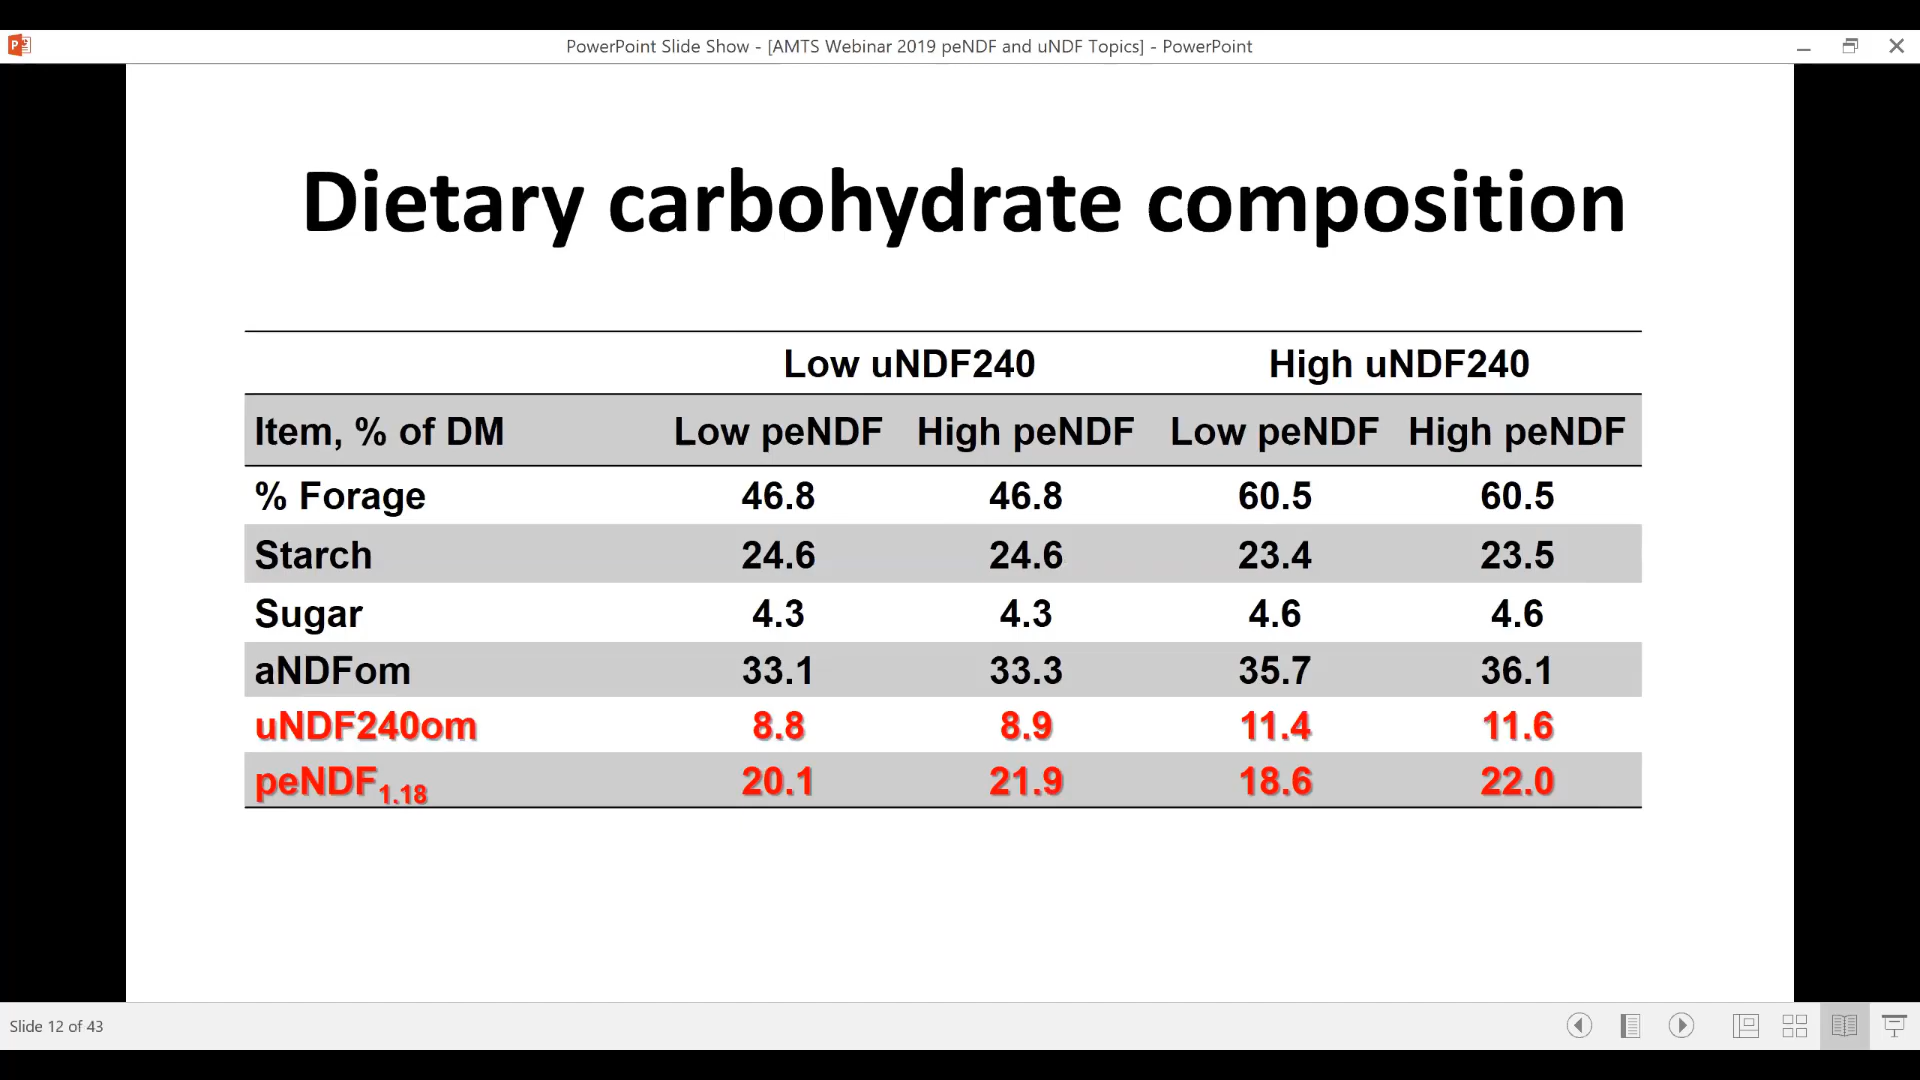 PowerPoint Slide Show - [AMTS Webinar 2019 peNDF and uNDF Topics] - PowerPoint
Dietary carbohydrate composition
Low uNDF240 High uNDF240
Item, % of DM Low peNDF High peNDF Low peNDF High peNDF
% Forage 46.8 46.8 60.5 60.5
Starch 24.6 24.6 23.4 23.5
Sugar 4.3 4.3 4.6 4.6
aNDFom 33.1 33.3 35.7 36.1
uNDF240om 8.8 8.9 11.4 11.6
peNDF1.18 20.1 21.9 18.6 22.0
Slide 12 of 43